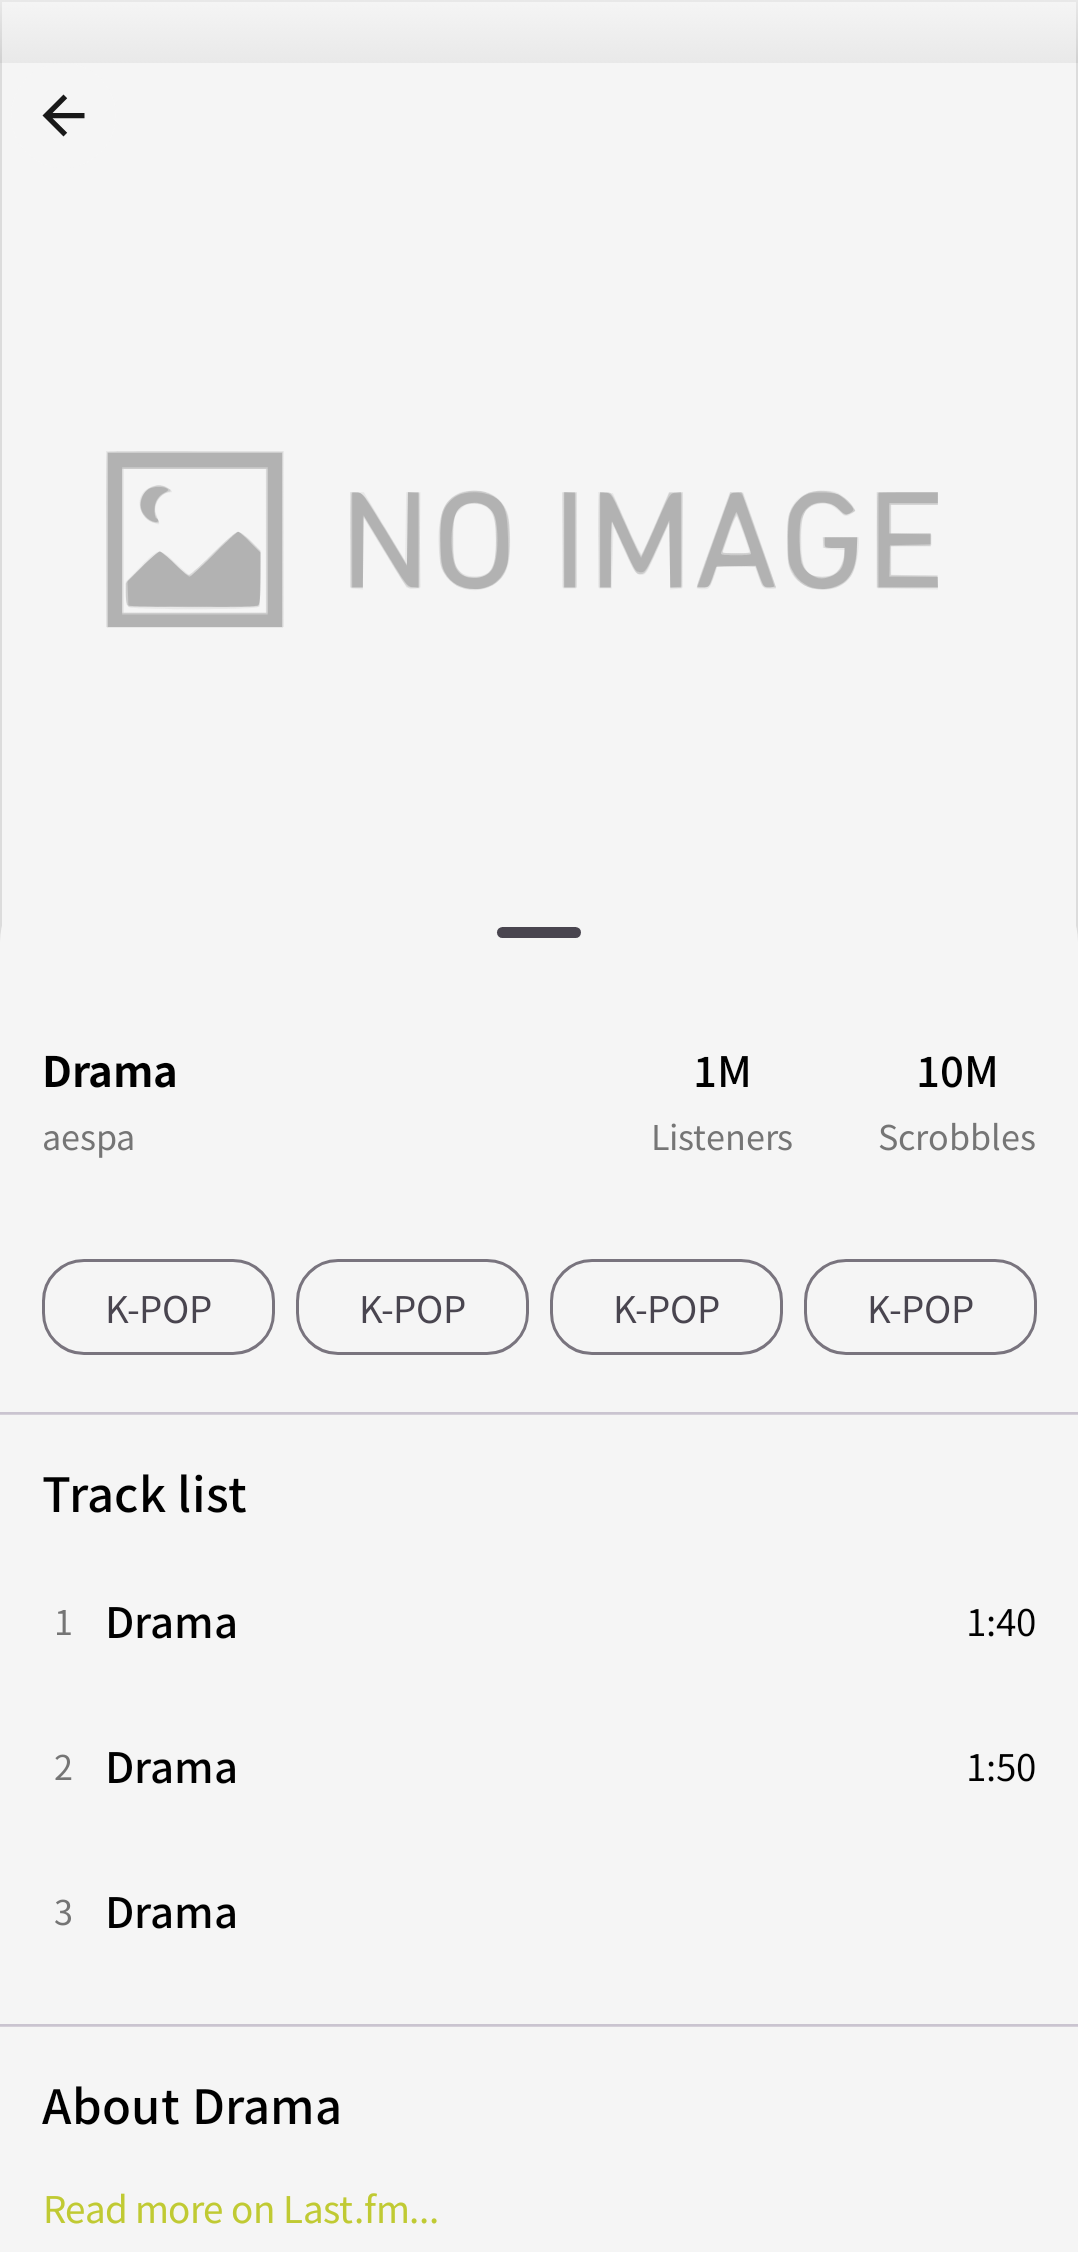 NO IMAGE
Drama 1M 10M
aespa Listeners Scrobbles
K-POP K-POP K-POP K-POP
Track list
1 Drama 1:40
2 Drama 1:50
3 Drama
About Drama
Read more on Last.fm...